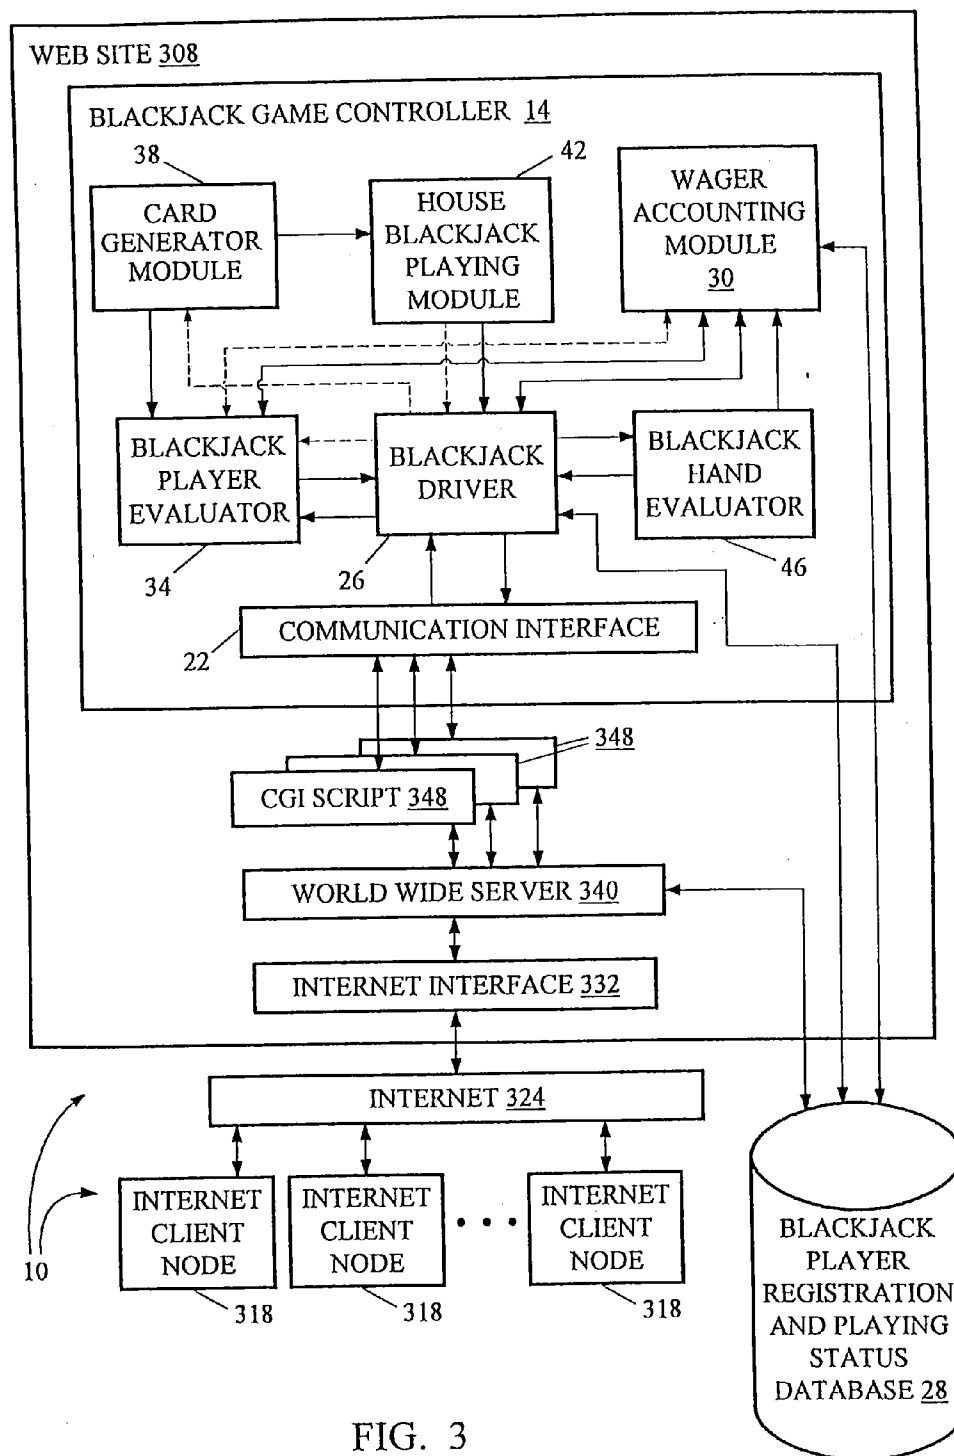 WEB SITE 308
BLACKJACK GAME CONTROLLER 14
38
42
CARD
GENERATOR
MODULE
HOUSE
BLACKJACK
PLAYING
MODULE
WAGER
ACCOUNTING
MODULE
30
BLACKJACK
PLAYER
EVALUATOR
BLACKJACK
DRIVER
BLACKJACK
HAND
EVALUATOR
34
26
46
22
COMMUNICATION INTERFACE
348
348
CGI SCRIPT 348
WORLD WIDE SERVER 340
INTERNET INTERFACE 332
INTERNET 324
INTERNET
CLIENT
NODE
INTERNET
CLIENT
NODE
• • •
INTERNET
CLIENT
NODE
10
318
318
318
BLACKJACK
PLAYER
REGISTRATION
AND PLAYING
STATUS
DATABASE 28
FIG. 3